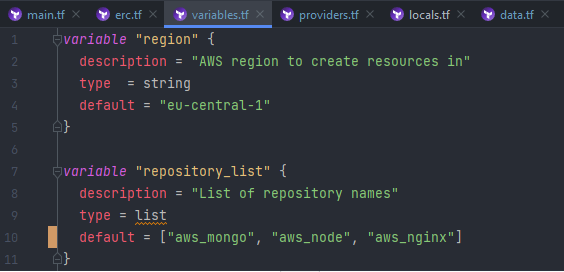 main.tf erc.tf variables.tf providers.tf locals.tf data.tf
1 variable "region" {
2 description = "AWS region to create resources in"
3 type = string
4 default = "eu-central-1"
5 }
6
7 variable "repository_list" {
8 description = "List of repository names"
9 type = list
10 default = ["aws_mongo", "aws_node", "aws_nginx"]
11 }